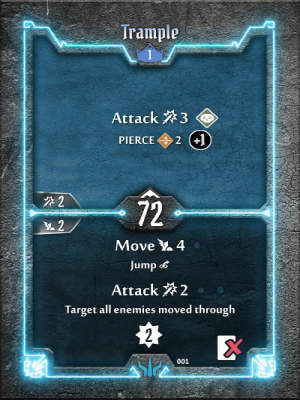 Trample
1
Attack 3
PIERCE 2 +1
2
72
2
Move 4
Jump
Attack 2
Target all enemies moved through
2
001